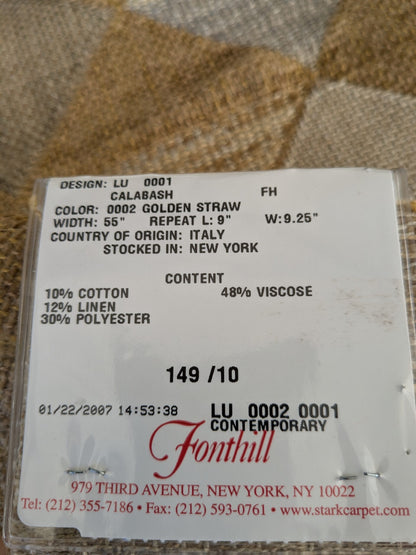 DESIGN: LU 0001
CALABASH FH
COLOR: 0002 GOLDEN STRAW
WIDTH: 55" REPEAT L: 9" W:9.25"
COUNTRY OF ORIGIN: ITALY
STOCKED IN: NEW YORK
CONTENT
10% COTTON 48% VISCOSE
12% LINEN
30% POLYESTER
149 /10
01/22/2007 14:53:38 LU 0002 0001
CONTEMPORARY
Fonthill
979 THIRD AVENUE, NEW YORK, NY 10022
Tel: (212) 355-7186 • Fax: (212) 593-0761 • www.starkcarpet.com